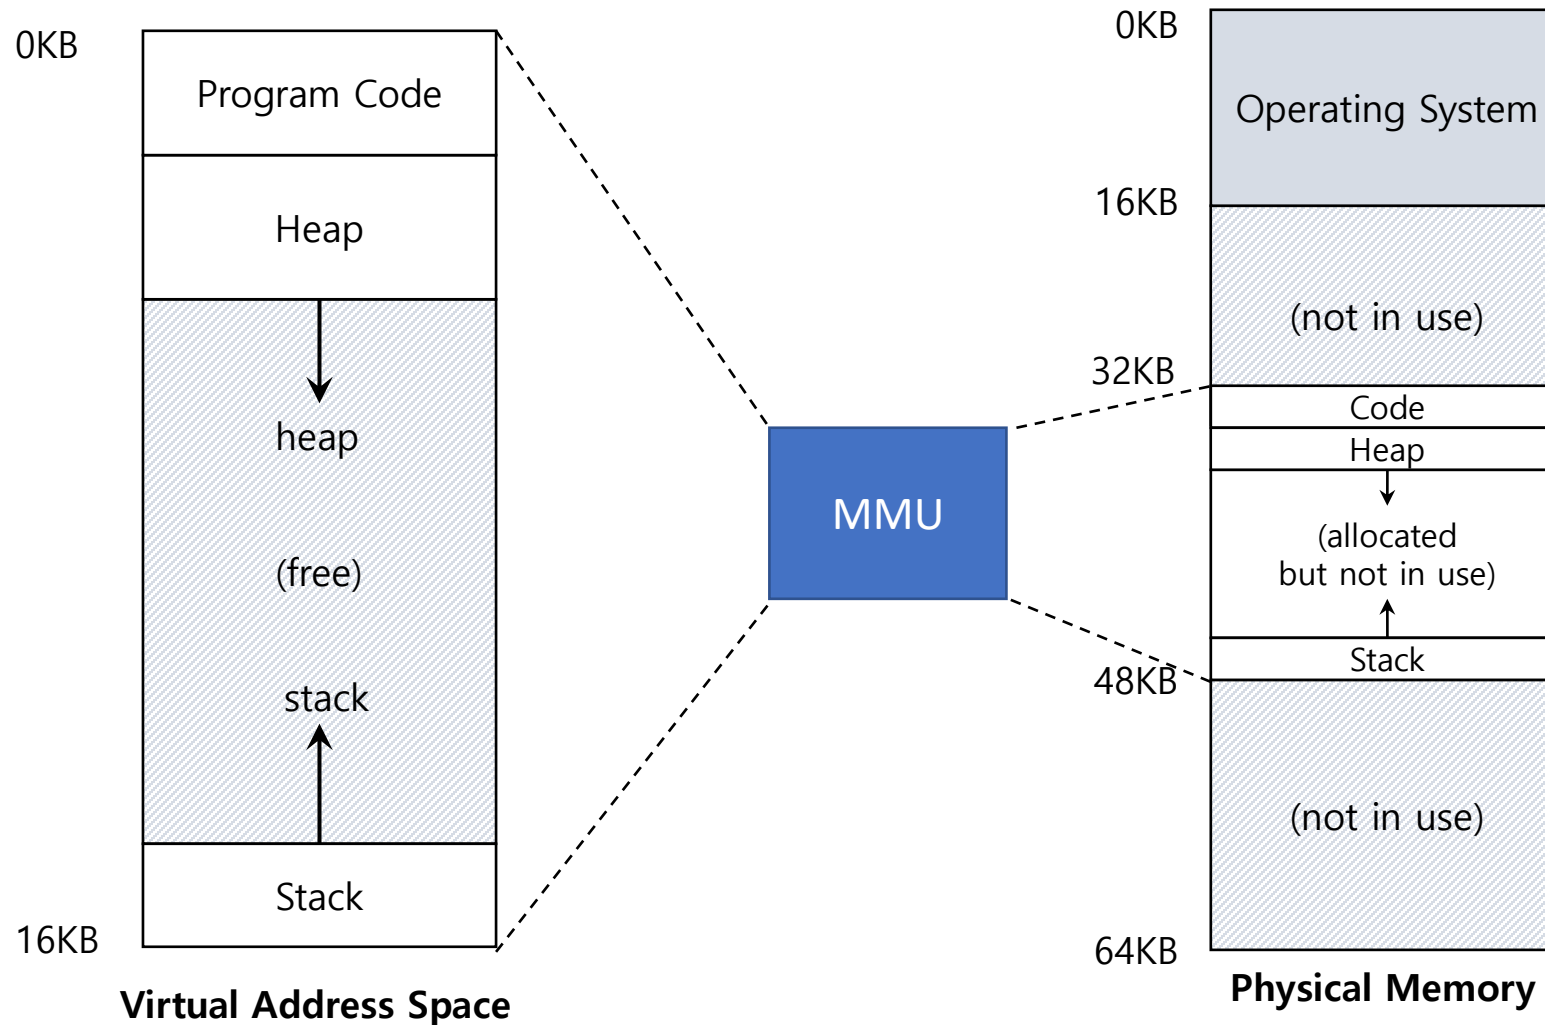 0KB
Program Code
Heap
heap
(free)
stack
Stack
16KB
Virtual Address Space
MMU
0KB
Operating System
16KB
(not in use)
32KB
Code
Heap
(allocated
but not in use)
Stack
48KB
(not in use)
64KB
Physical Memory